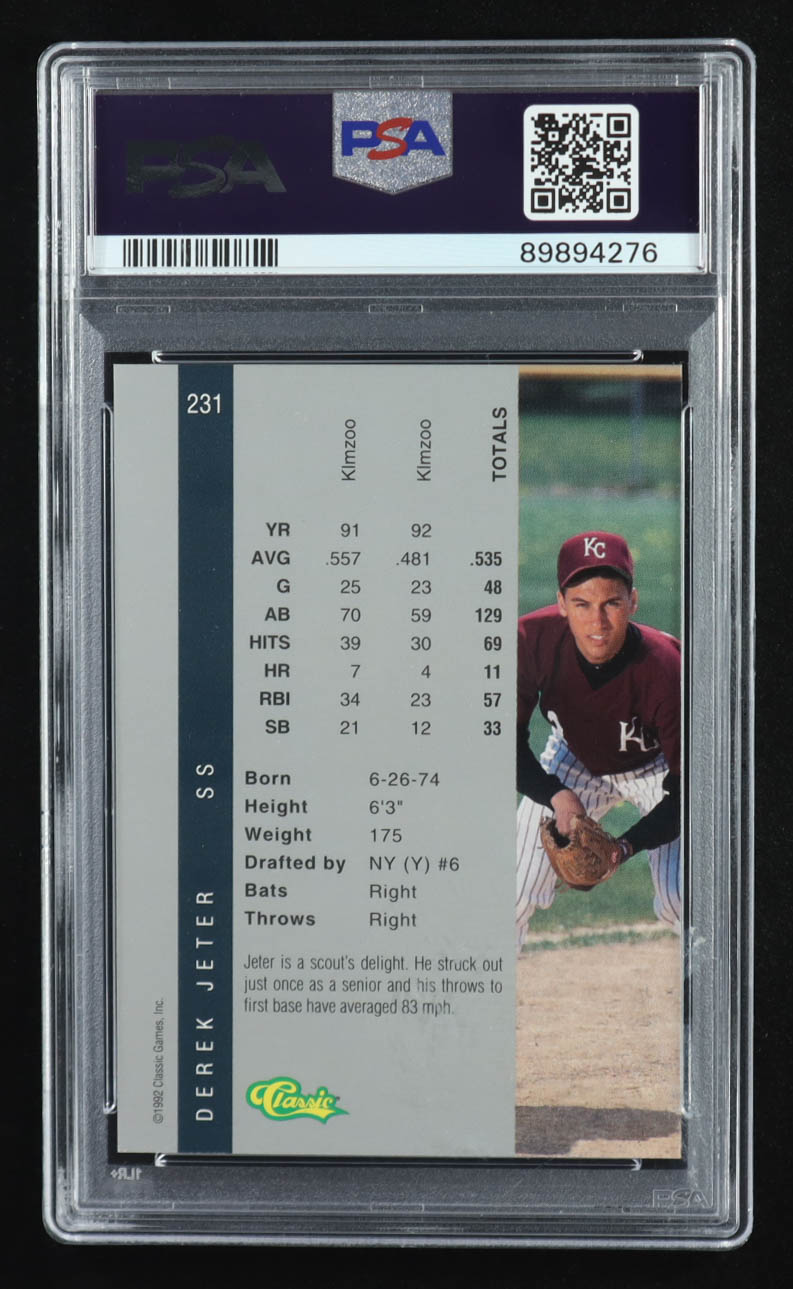 PSA
PSA
89894276
231
Klmzoo Klmzoo TOTALS
YR 91 92
AVG .557 .481 .535
G 25 23 48
AB 70 59 129
HITS 39 30 69
HR 7 4 11
RBI 34 23 57
SB 21 12 33
Born 6-26-74
Height 6'3"
Weight 175
Drafted by NY (Y) #6
Bats Right
Throws Right
Jeter is a scout's delight. He struck out
just once as a senior and his throws to
first base have averaged 83 mph.
Classic
DEREK JETER SS
©1992 Classic Games, Inc.
KC
KC
PSA